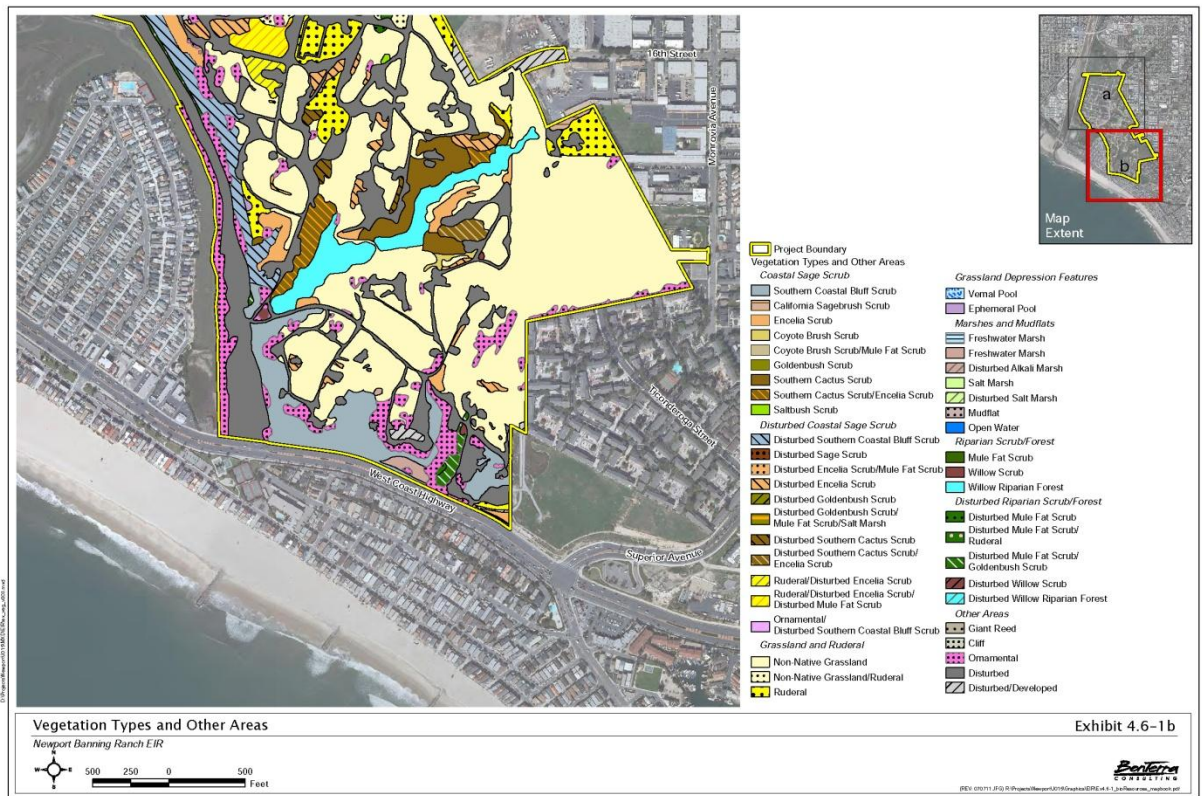 16th Street
Monrovia Avenue
Ticonderoga Street
West Coast Highway
Superior Avenue
a
b
Map
Extent
Project Boundary
Vegetation Types and Other Areas
Coastal Sage Scrub
Southern Coastal Bluff Scrub
California Sagebrush Scrub
Encelia Scrub
Coyote Brush Scrub
Coyote Brush Scrub/Mule Fat Scrub
Goldenbush Scrub
Southern Cactus Scrub
Southern Cactus Scrub/Encelia Scrub
Saltbush Scrub
Disturbed Coastal Sage Scrub
Disturbed Southern Coastal Bluff Scrub
Disturbed Sage Scrub
Disturbed Encelia Scrub/Mule Fat Scrub
Disturbed Encelia Scrub
Disturbed Goldenbush Scrub
Disturbed Goldenbush Scrub/
Mule Fat Scrub/Salt Marsh
Disturbed Southern Cactus Scrub
Disturbed Southern Cactus Scrub/
Encelia Scrub
Ruderal/Disturbed Encelia Scrub
Ruderal/Disturbed Encelia Scrub/
Disturbed Mule Fat Scrub
Ornamental/
Disturbed Southern Coastal Bluff Scrub
Grassland and Ruderal
Non-Native Grassland
Non-Native Grassland/Ruderal
Ruderal
Grassland Depression Features
Vernal Pool
Ephemeral Pool
Marshes and Mudflats
Freshwater Marsh
Freshwater Marsh
Disturbed Alkali Marsh
Salt Marsh
Disturbed Salt Marsh
Mudflat
Open Water
Riparian Scrub/Forest
Mule Fat Scrub
Willow Scrub
Willow Riparian Forest
Disturbed Riparian Scrub/Forest
Disturbed Mule Fat Scrub
Disturbed Mule Fat Scrub/
Ruderal
Disturbed Mule Fat Scrub/
Goldenbush Scrub
Disturbed Willow Scrub
Disturbed Willow Riparian Forest
Other Areas
Giant Reed
Cliff
Ornamental
Disturbed
Disturbed/Developed
Vegetation Types and Other Areas
Exhibit 4.6-1b
Newport Banning Ranch EIR
N
W E
S
500 250 0 500
Feet
BonTerra
CONSULTING